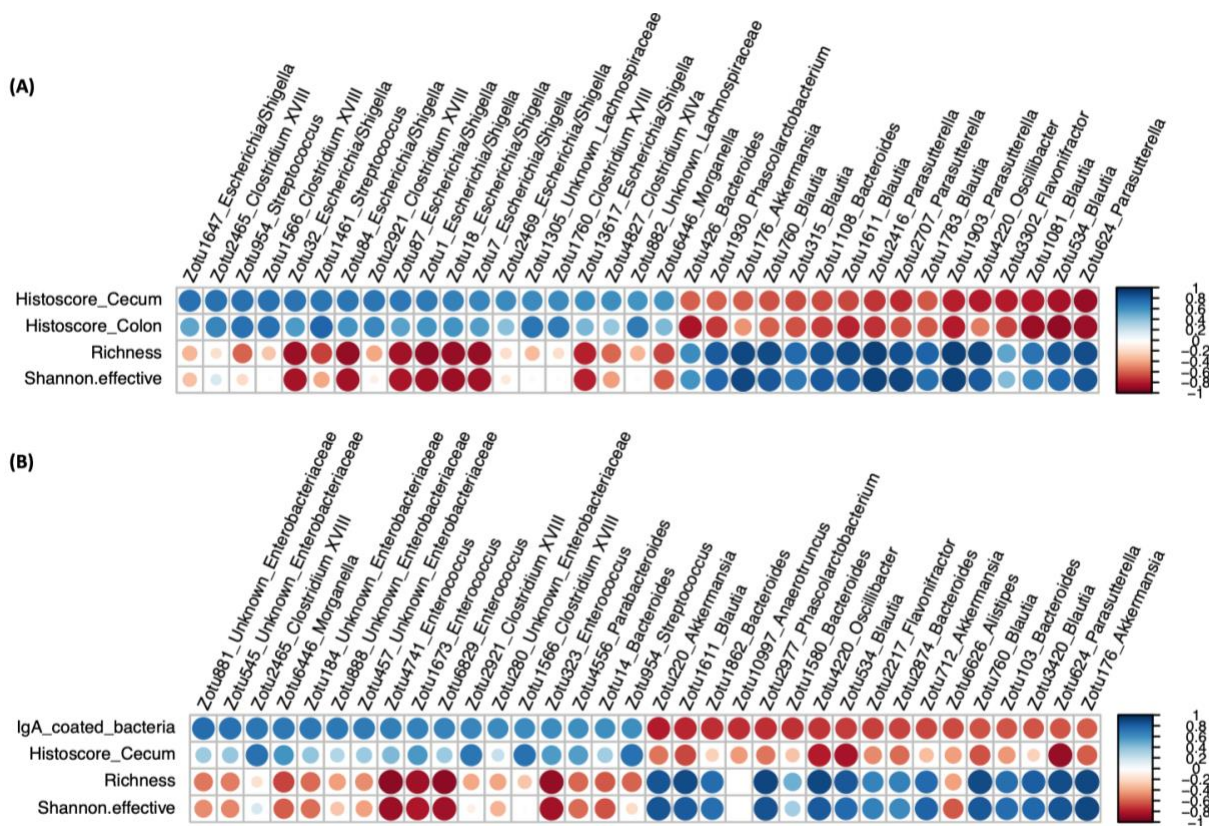 (A)
Zotu1647_Escherichia/Shigella
Zotu2465_Clostridium XVIII
Zotu954_Streptococcus
Zotu1566_Clostridium XVIII
Zotu32_Escherichia/Shigella
Zotu1461_Streptococcus
Zotu84_Escherichia/Shigella
Zotu2921_Clostridium XVIII
Zotu87_Escherichia/Shigella
Zotu1_Escherichia/Shigella
Zotu18_Escherichia/Shigella
Zotu7_Escherichia/Shigella
Zotu2469_Escherichia/Shigella
Zotu1305_Unknown_Lachnospiraceae
Zotu1760_Clostridium XVIII
Zotu13617_Escherichia/Shigella
Zotu4827_Clostridium XIVa
Zotu882_Unknown_Lachnospiraceae
Zotu6446_Morganella
Zotu426_Bacteroides
Zotu1930_Phascolarctobacterium
Zotu176_Akkermansia
Zotu760_Blautia
Zotu315_Blautia
Zotu1108_Bacteroides
Zotu1611_Blautia
Zotu2416_Parasutterella
Zotu2707_Parasutterella
Zotu1783_Blautia
Zotu1903_Parasutterella
Zotu4220_Oscillibacter
Zotu3302_Flavonifractor
Zotu1081_Blautia
Zotu534_Blautia
Zotu624_Parasutterella
Histoscore_Cecum
Histoscore_Colon
Richness
Shannon.effective
1
0.8
0.6
0.4
0.2
0
−0.2
−0.4
−0.6
−0.8
−1
(B)
Zotu881_Unknown_Enterobacteriaceae
Zotu545_Unknown_Enterobacteriaceae
Zotu2465_Clostridium XVIII
Zotu6446_Morganella
Zotu184_Unknown_Enterobacteriaceae
Zotu888_Unknown_Enterobacteriaceae
Zotu457_Unknown_Enterobacteriaceae
Zotu4741_Enterococcus
Zotu1673_Enterococcus
Zotu6829_Enterococcus
Zotu2921_Clostridium XVIII
Zotu280_Unknown_Enterobacteriaceae
Zotu1566_Clostridium XVIII
Zotu323_Enterococcus
Zotu4556_Parabacteroides
Zotu14_Bacteroides
Zotu954_Streptococcus
Zotu220_Akkermansia
Zotu1611_Blautia
Zotu1862_Bacteroides
Zotu10997_Anaerotruncus
Zotu2977_Phascolarctobacterium
Zotu1580_Bacteroides
Zotu4220_Oscillibacter
Zotu534_Blautia
Zotu2217_Flavonifractor
Zotu2874_Bacteroides
Zotu712_Akkermansia
Zotu6626_Alistipes
Zotu760_Blautia
Zotu103_Bacteroides
Zotu3420_Blautia
Zotu624_Parasutterella
Zotu176_Akkermansia
IgA_coated_bacteria
Histoscore_Cecum
Richness
Shannon.effective
1
0.8
0.6
0.4
0.2
0
−0.2
−0.4
−0.6
−0.8
−1